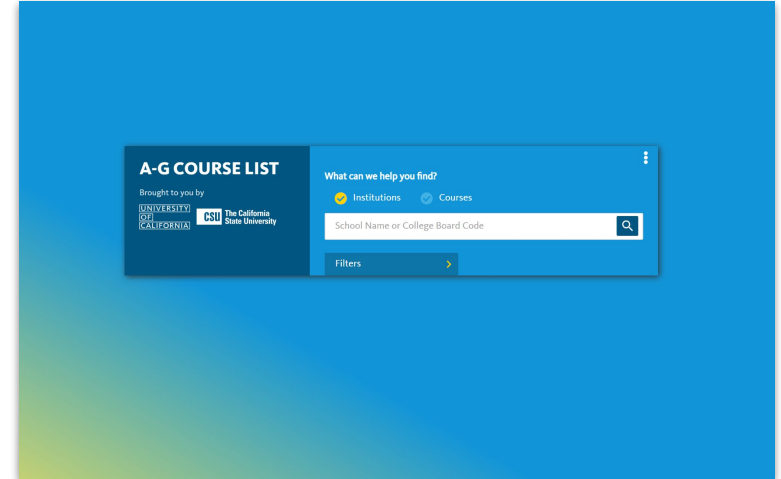 A-G COURSE LIST
Brought to you by
UNIVERSITY
OF
CALIFORNIA
CSU The California
State University
What can we help you find?
Institutions Courses
School Name or College Board Code
Filters